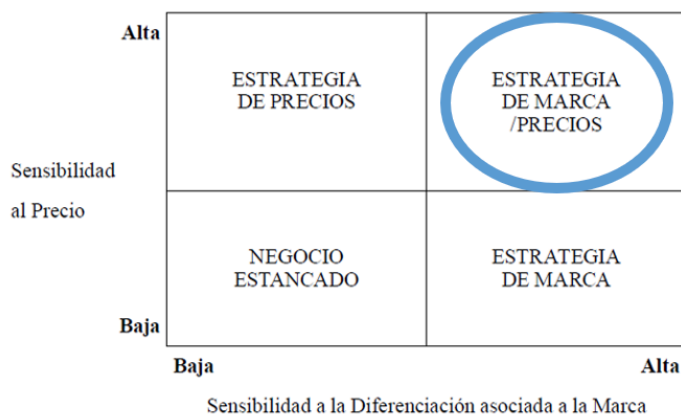 Alta
ESTRATEGIA
DE PRECIOS
ESTRATEGIA
DE MARCA
/PRECIOS
Sensibilidad
al Precio
NEGOCIO
ESTANCADO
ESTRATEGIA
DE MARCA
Baja
Baja
Alta
Sensibilidad a la Diferenciación asociada a la Marca